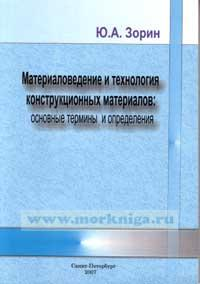 Ю.А. Зорин
Материаловедение и технология
конструкционных материалов:
основные термины и определения
www.morkniga.ru
Санкт-Петербург
2007